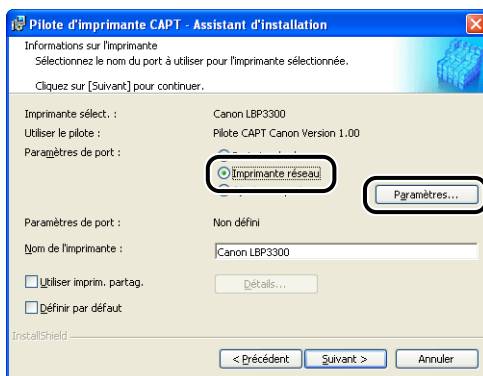 Pilote d'imprimante CAPT - Assistant d'installation
Informations sur l'imprimante
Sélectionnez le nom du port à utiliser pour l'imprimante sélectionnée.
Cliquez sur [Suivant] pour continuer.
Imprimante sélect. : Canon LBP3300
Utiliser le pilote : Pilote CAPT Canon Version 1.00
Paramètres de port :
Imprimante réseau
Paramètres...
Paramètres de port : Non défini
Nom de l'imprimante : Canon LBP3300
Utiliser imprim. partag. Détails...
Définir par défaut
InstallShield
< Précédent Suivant > Annuler